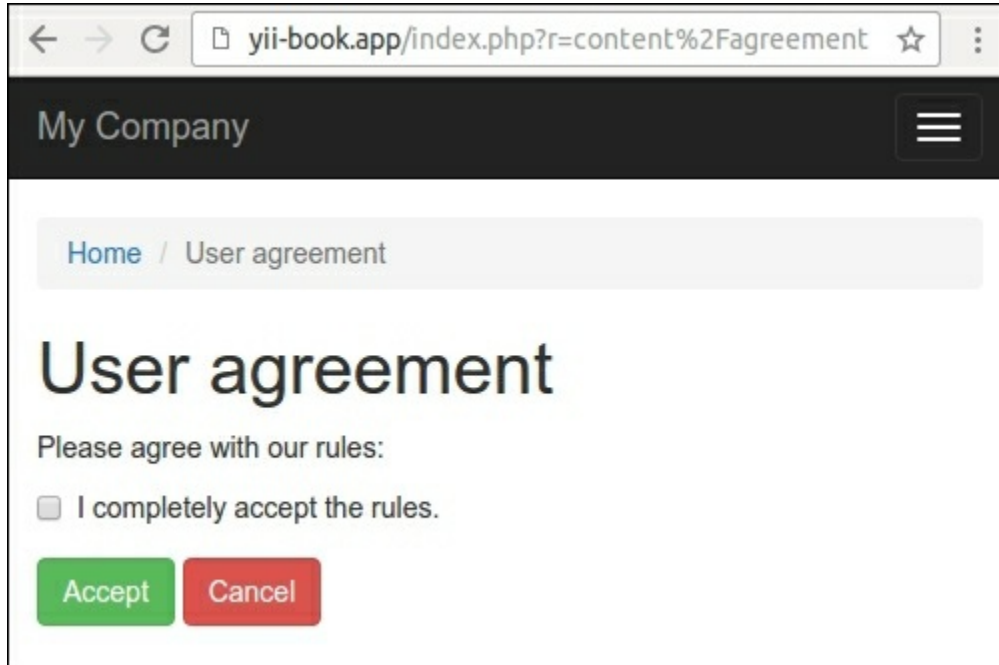 yii-book.app/index.php?r=content%2Fagreement
My Company
Home / User agreement
User agreement
Please agree with our rules:
I completely accept the rules.
Accept Cancel